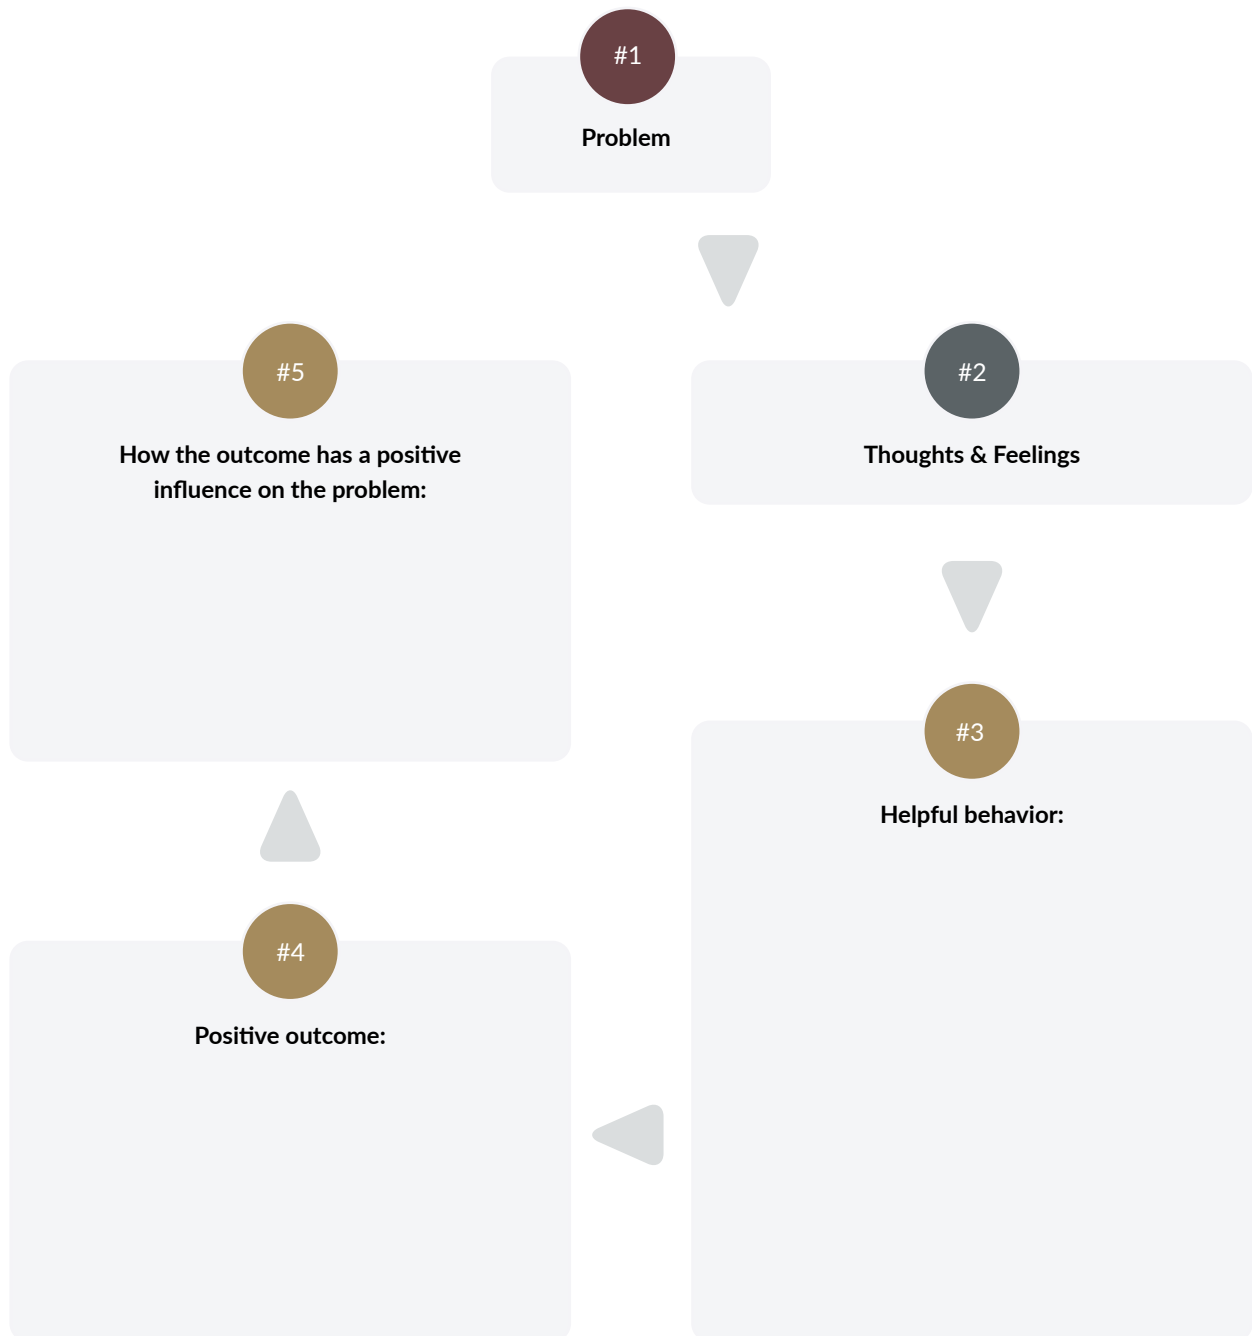 #1
Problem
#2
Thoughts & Feelings
#3
Helpful behavior:
#4
Positive outcome:
#5
How the outcome has a positive
influence on the problem: